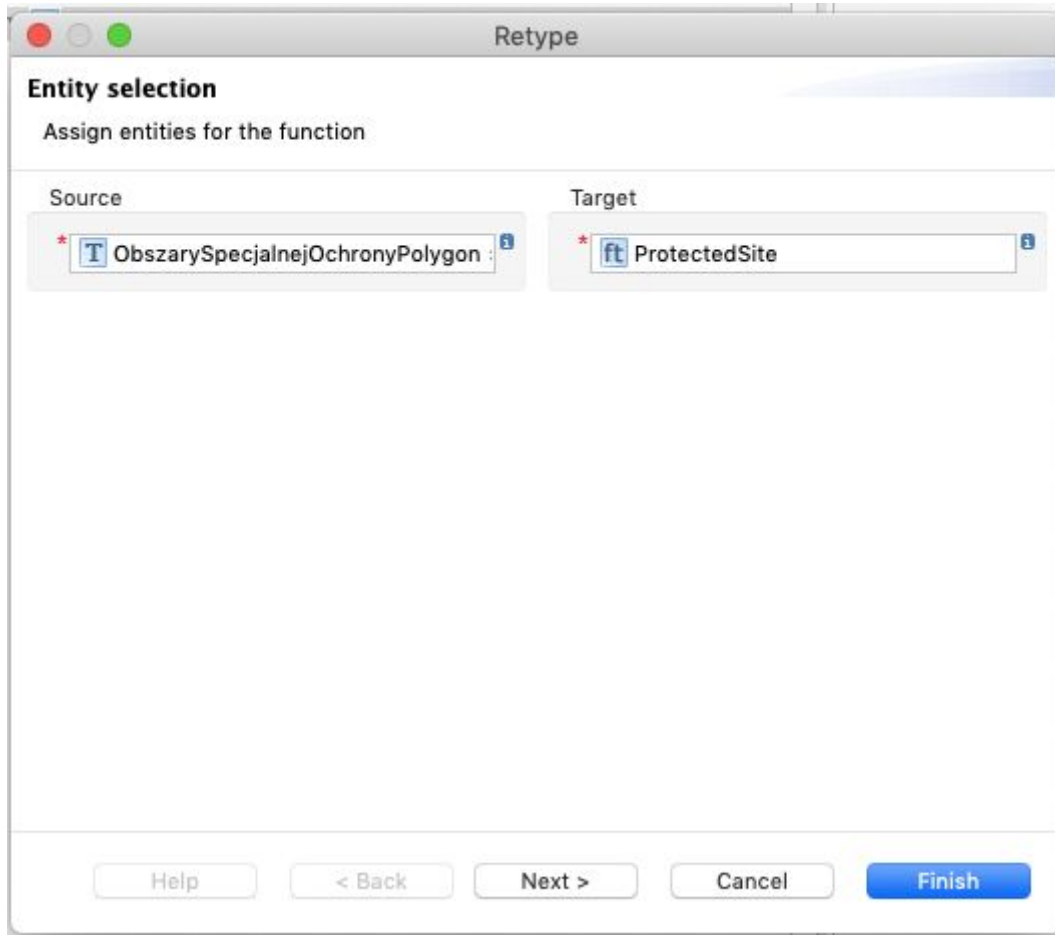 Retype
Entity selection
Assign entities for the function
Source Target
* T ObszarySpecjalnejOchronyPolygon : * ft ProtectedSite
Help < Back Next > Cancel Finish